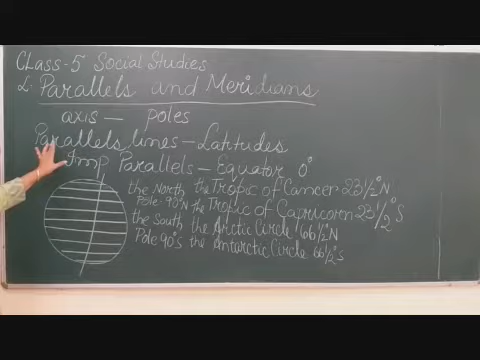 Class-5 Social Studies
L. Parallels and Meridians
axis — poles
Parallels lines — Latitudes
Imp Parallels — Equator 0°
the North the Tropic of Cancer 23½°N
Pole - 90°N the Tropic of Capricorn 23½°S
the South the Arctic Circle 66½°N
Pole 90°S the Antarctic Circle 66½°S